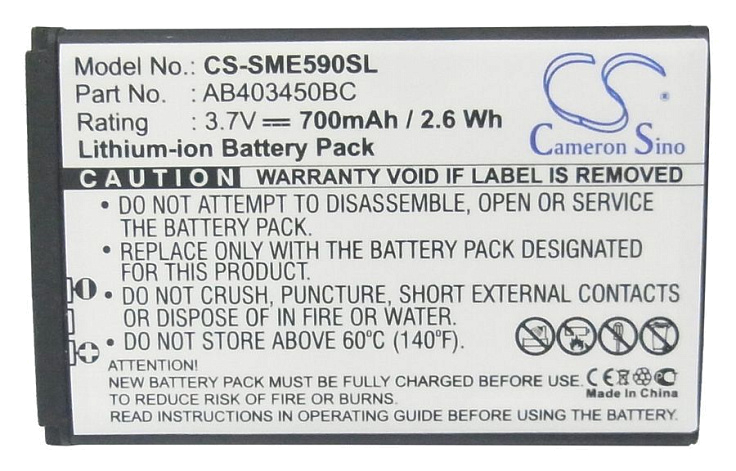 Model No.: CS-SME590SL
Part No. : AB403450BC
Rating : 3.7V 700mAh / 2.6 Wh
Lithium-ion Battery Pack
CS
Cameron Sino
CAUTION WARRANTY VOID IF LABEL IS REMOVED
• DO NOT ATTEMPT TO DISASSEMBLE, OPEN OR SERVICE
THE BATTERY PACK.
• REPLACE ONLY WITH THE BATTERY PACK DESIGNATED
FOR THIS APPLICATION.
• DO NOT CRUSH, PUNCTURE, SHORT EXTERNAL CONTACTS
OR DISPOSE OF IN FIRE OR WATER.
• DO NOT STORE ABOVE 60°C (140°F).
ATTENTION!
NEW BATTERY PACK MUST BE FULLY CHARGED BEFORE USE.
TO REDUCE RISK OF FIRE OR BURNS.
READ INSTRUCTIONS IN OPERATING GUIDE BEFORE USING THE BATTERY.
CE
Made In China